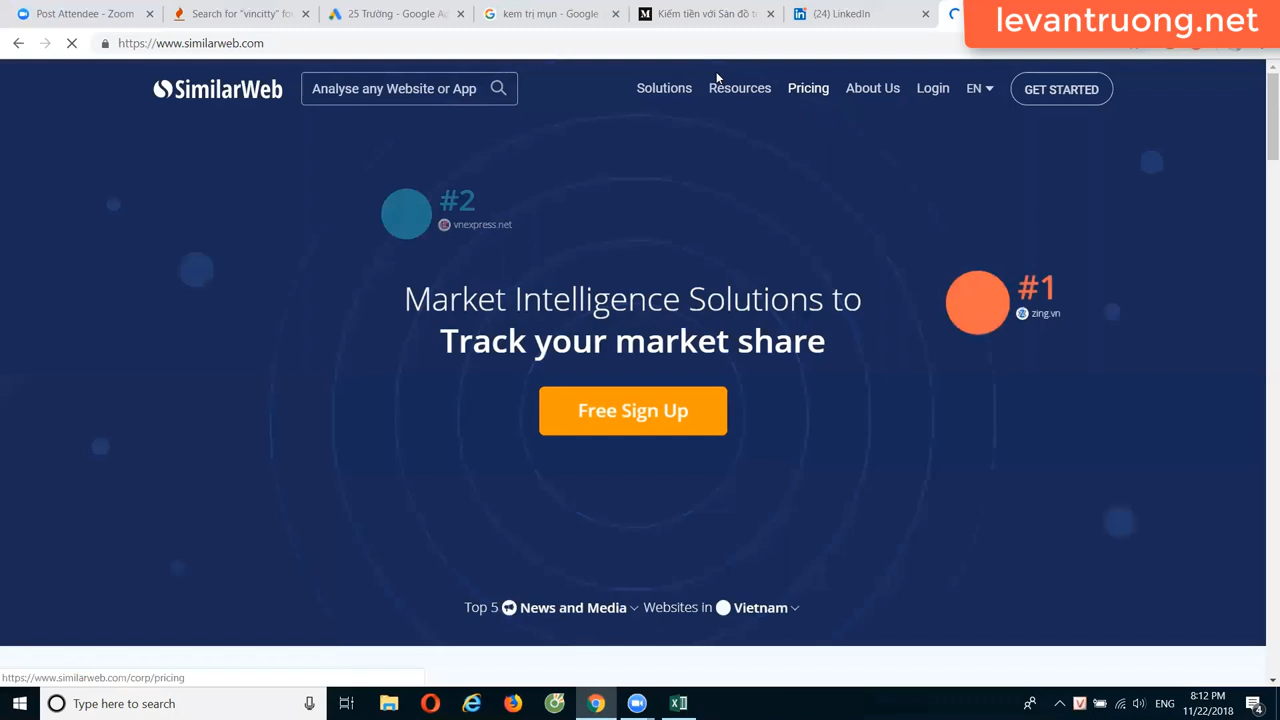 Post Attendee - Zoom
Search for "virutty" fo
25 Trưởng - Google Ad
kem trị mụn - Google
Kiếm tiền với Sàn đồ t
(24) LinkedIn
levantruong.net
https://www.similarweb.com
SimilarWeb
Analyse any Website or App
Solutions
Resources
Pricing
About Us
Login
EN
GET STARTED
#2
vnexpress.net
#1
zing.vn
Market Intelligence Solutions to
Track your market share
Free Sign Up
Top 5 News and Media Websites in Vietnam
https://www.similarweb.com/corp/pricing
Type here to search
ENG
8:12 PM
11/22/2018
4